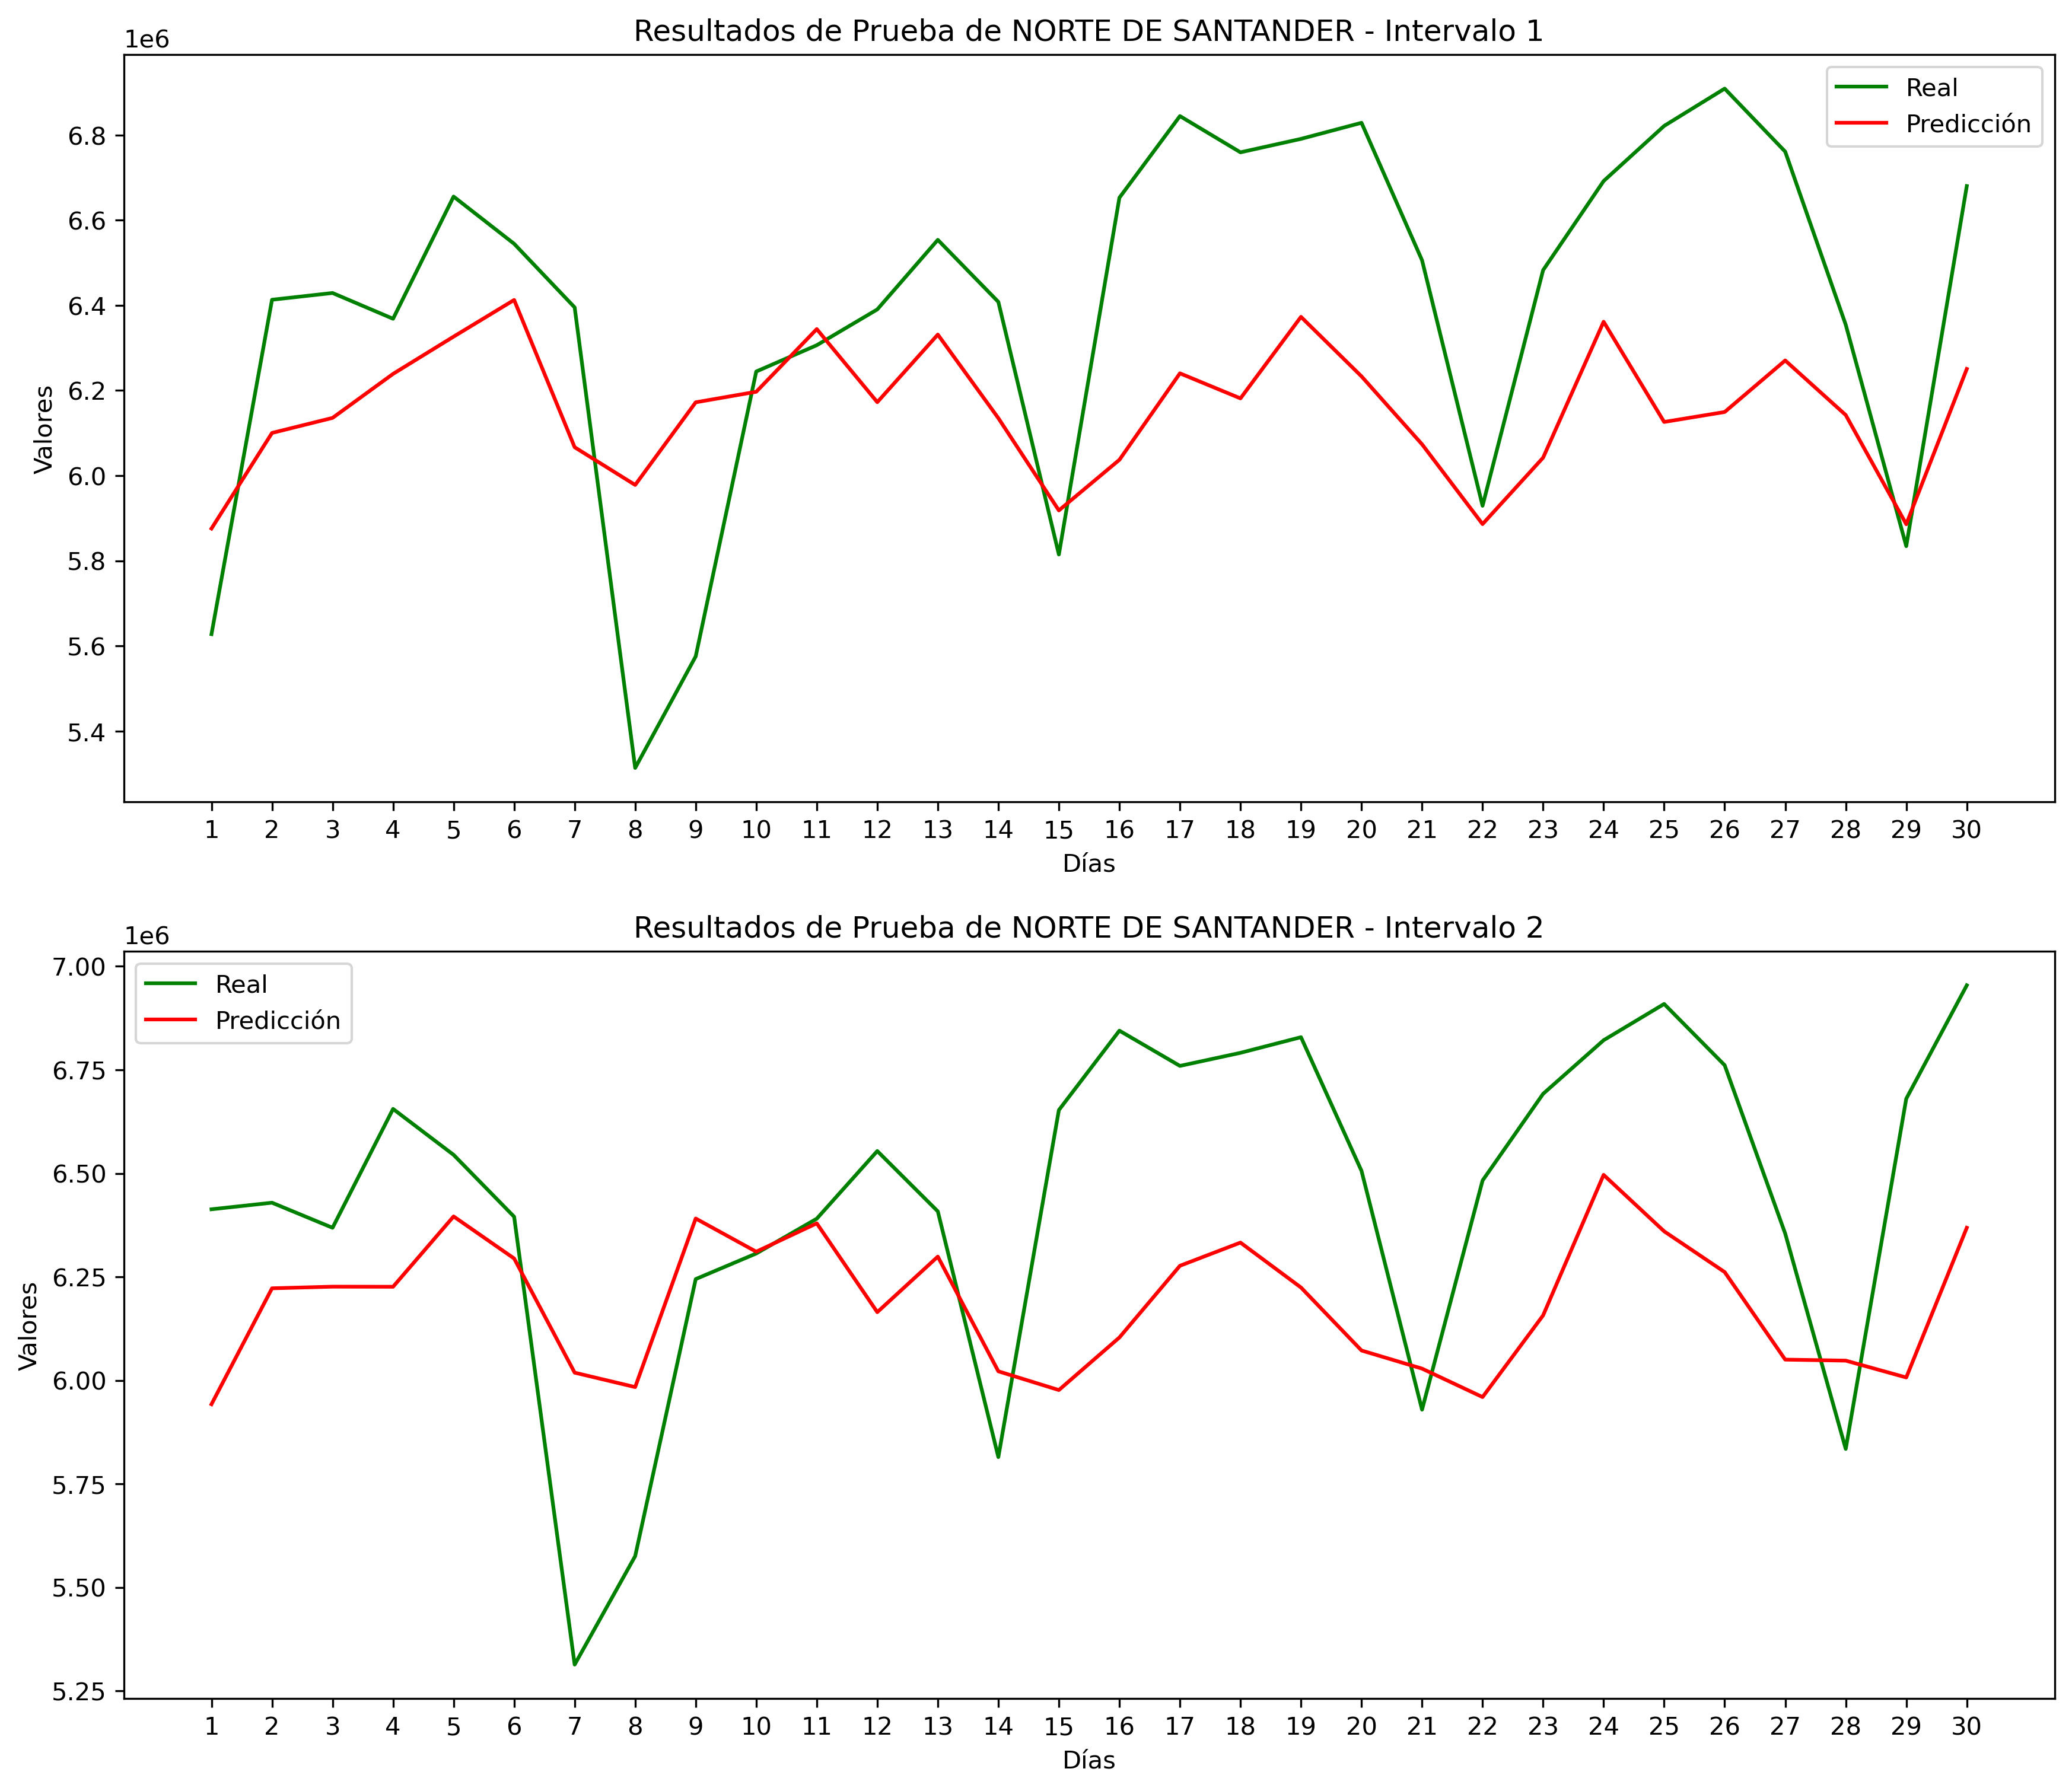 Resultados de Prueba de NORTE DE SANTANDER - Intervalo 1
1e6
Real
Predicción
6.8
6.6
6.4
6.2
6.0
5.8
5.6
5.4
Valores
1 2 3 4 5 6 7 8 9 10 11 12 13 14 15 16 17 18 19 20 21 22 23 24 25 26 27 28 29 30
Días
Resultados de Prueba de NORTE DE SANTANDER - Intervalo 2
1e6
Real
Predicción
7.00
6.75
6.50
6.25
6.00
5.75
5.50
5.25
Valores
1 2 3 4 5 6 7 8 9 10 11 12 13 14 15 16 17 18 19 20 21 22 23 24 25 26 27 28 29 30
Días